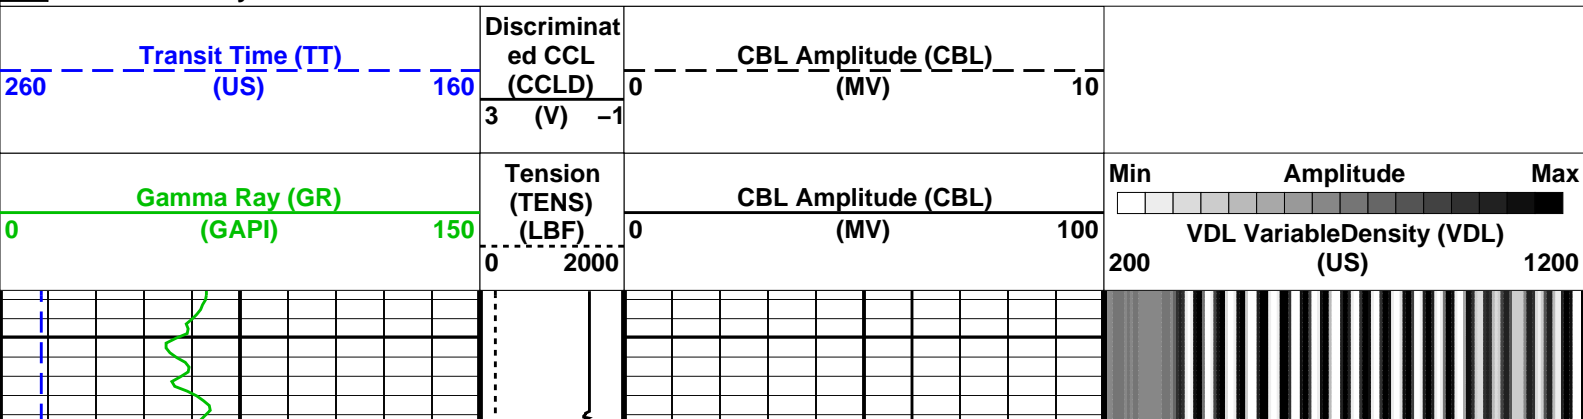 Transit Time (TT)
260 (US) 160
Discriminat
ed CCL
(CCLD)
3 (V) −1
CBL Amplitude (CBL)
0 (MV) 10
Gamma Ray (GR)
0 (GAPI) 150
Tension
(TENS)
(LBF)
0 2000
CBL Amplitude (CBL)
0 (MV) 100
Min Amplitude Max
VDL VariableDensity (VDL)
200 (US) 1200